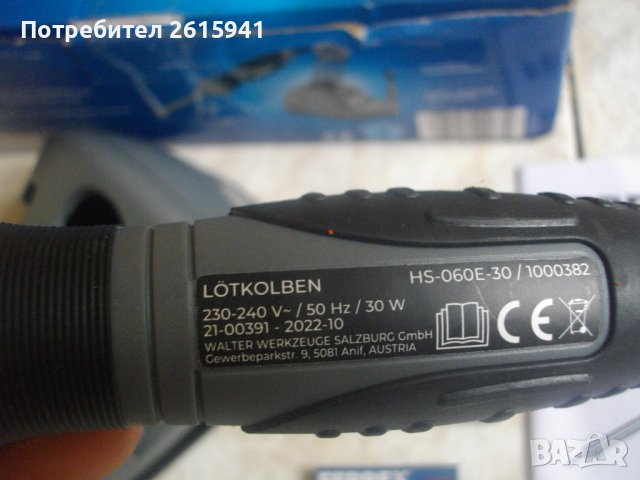 Потребител 2615941
LÖTKOLBEN
HS-060E-30 / 1000382
230-240 V~ / 50 Hz / 30 W
21-00391 - 2022-10
WALTER WERKZEUGE SALZBURG GmbH
Gewerbeparkstr. 9, 5081 Anif, AUSTRIA
CE
BAZAR